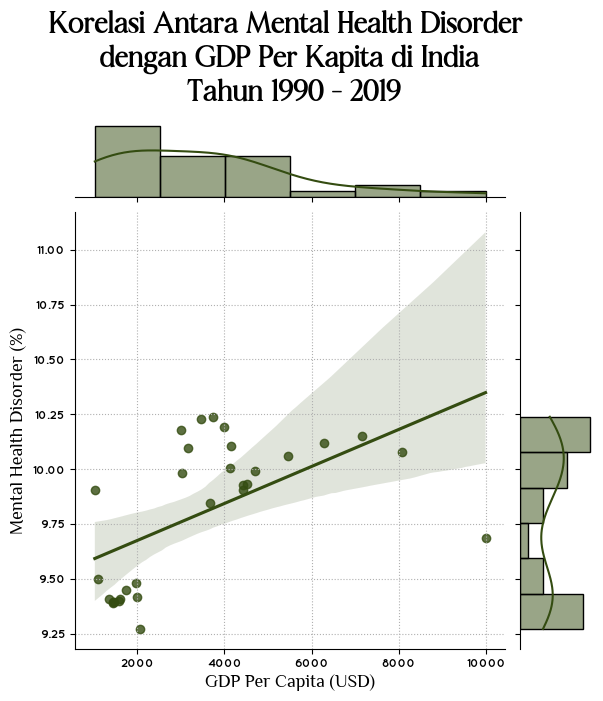 Korelasi Antara Mental Health Disorder
dengan GDP Per Kapita di India
Tahun 1990 - 2019
11.00
10.75
10.50
10.25
10.00
9.75
9.50
9.25
Mental Health Disorder (%)
2000 4000 6000 8000 10000
GDP Per Capita (USD)